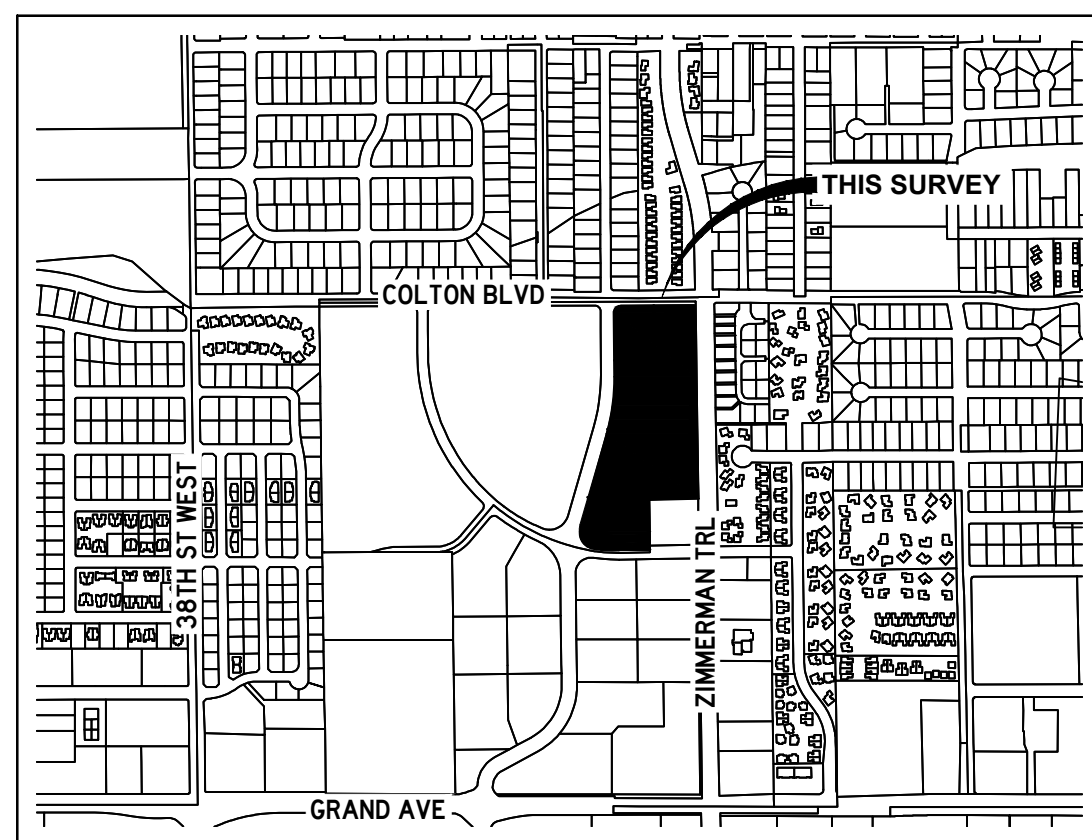 THIS SURVEY
COLTON BLVD
38TH ST WEST
ZIMMERMAN TRL
GRAND AVE